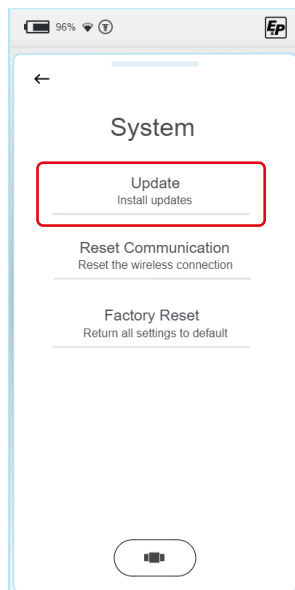 96%
EP
System
Update
Install updates
Reset Communication
Reset the wireless connection
Factory Reset
Return all settings to default